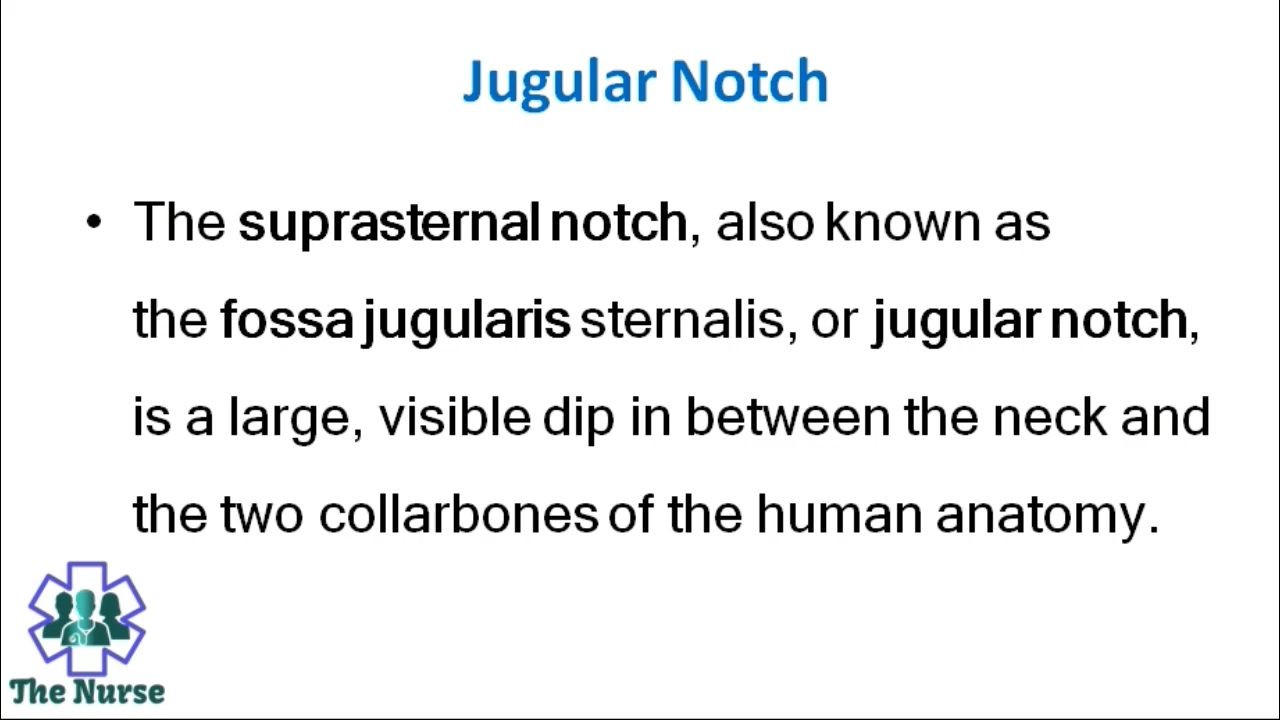 Jugular Notch
• The suprasternal notch, also known as
the fossa jugularis sternalis, or jugular notch,
is a large, visible dip in between the neck and
the two collarbones of the human anatomy.
The Nurse